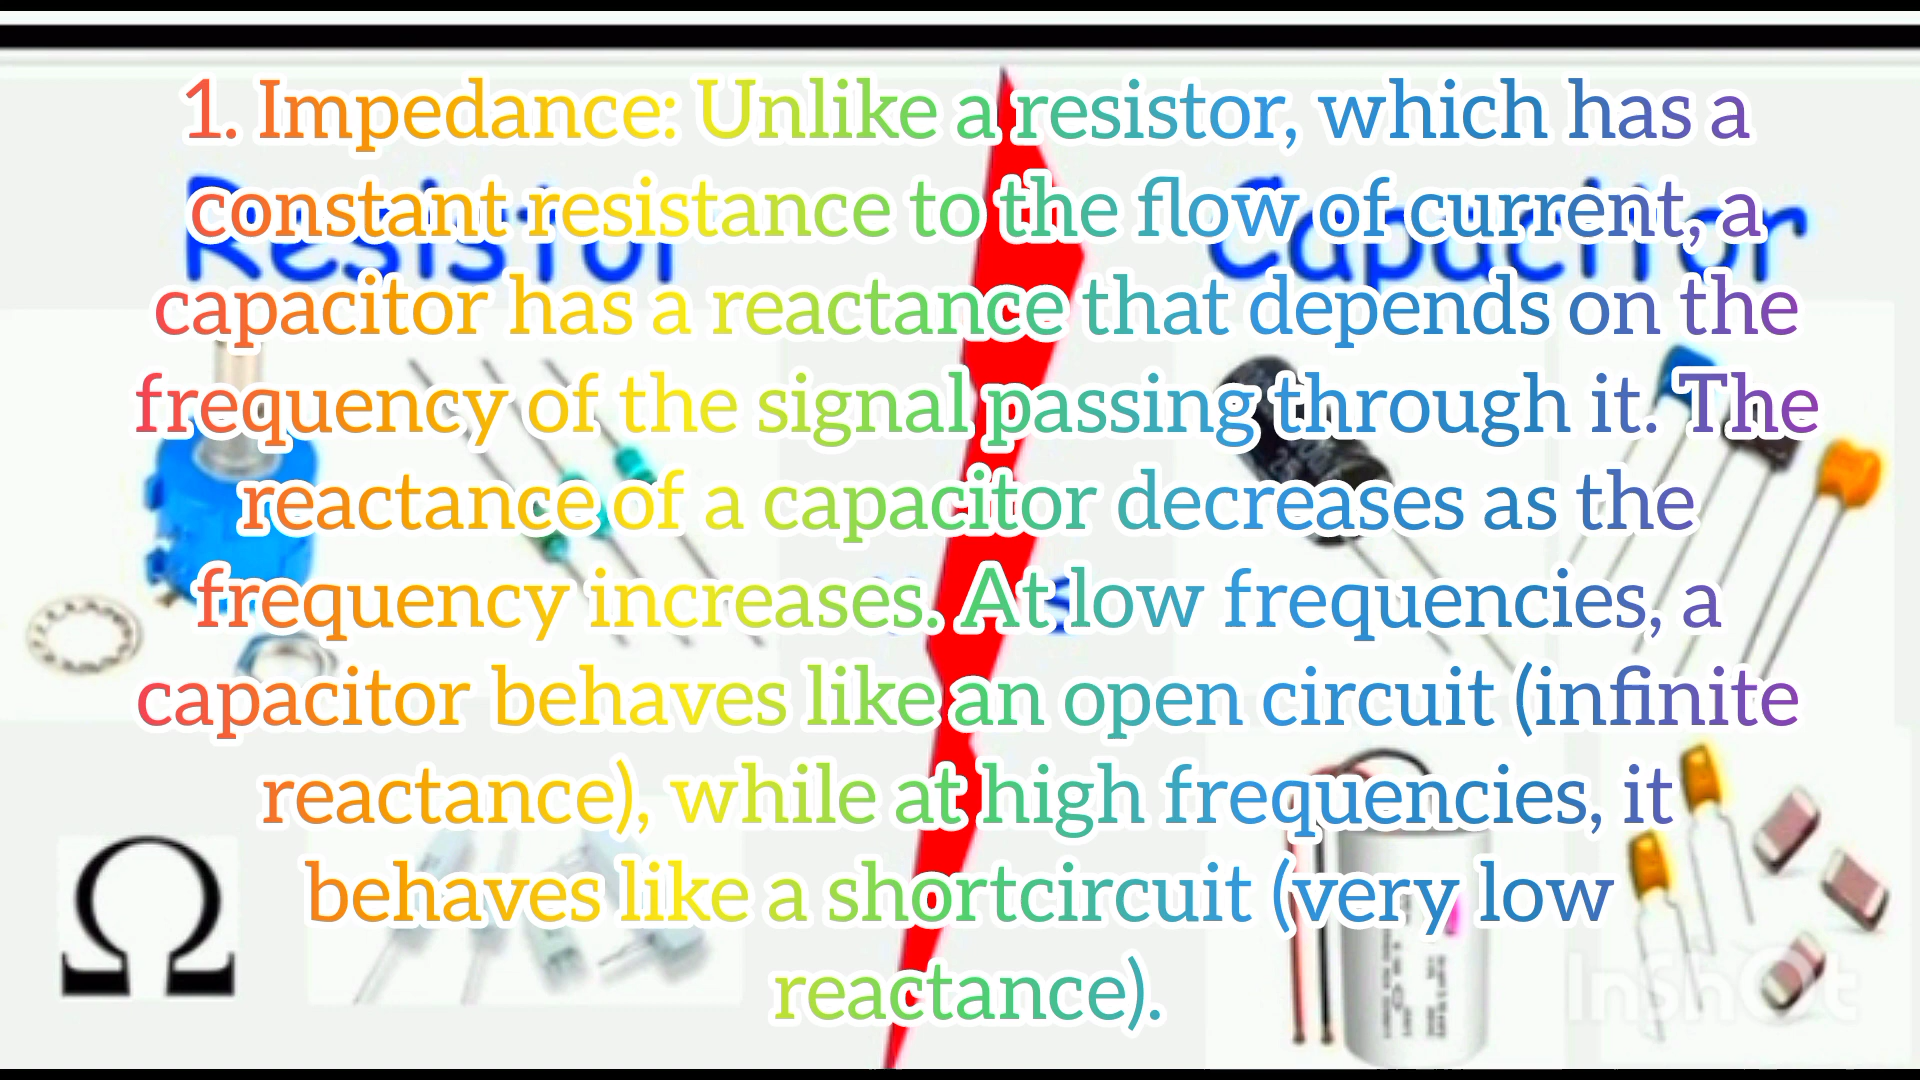 1. Impedance: Unlike a resistor, which has a
constant resistance to the flow of current, a
capacitor has a reactance that depends on the
frequency of the signal passing through it. The
reactance of a capacitor decreases as the
frequency increases. At low frequencies, a
capacitor behaves like an open circuit (infinite
reactance), while at high frequencies, it
behaves like a shortcircuit (very low
reactance).
Resistor
Capacitor
Ω
InShOt